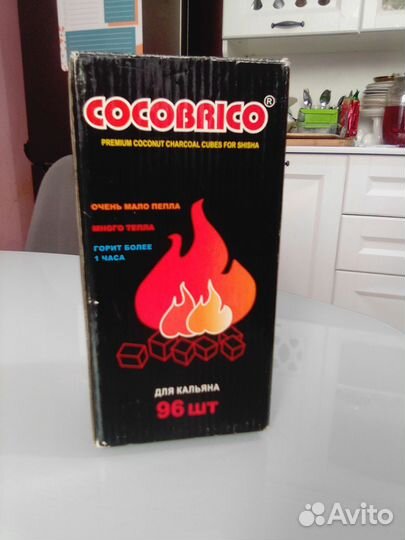 COCOBRICO®
PREMIUM COCONUT CHARCOAL CUBES FOR SHISHA
ОЧЕНЬ МАЛО ПЕПЛА
МНОГО ТЕПЛА
ГОРИТ БОЛЕЕ
1 ЧАСА
ДЛЯ КАЛЬЯНА
96 ШТ
Avito